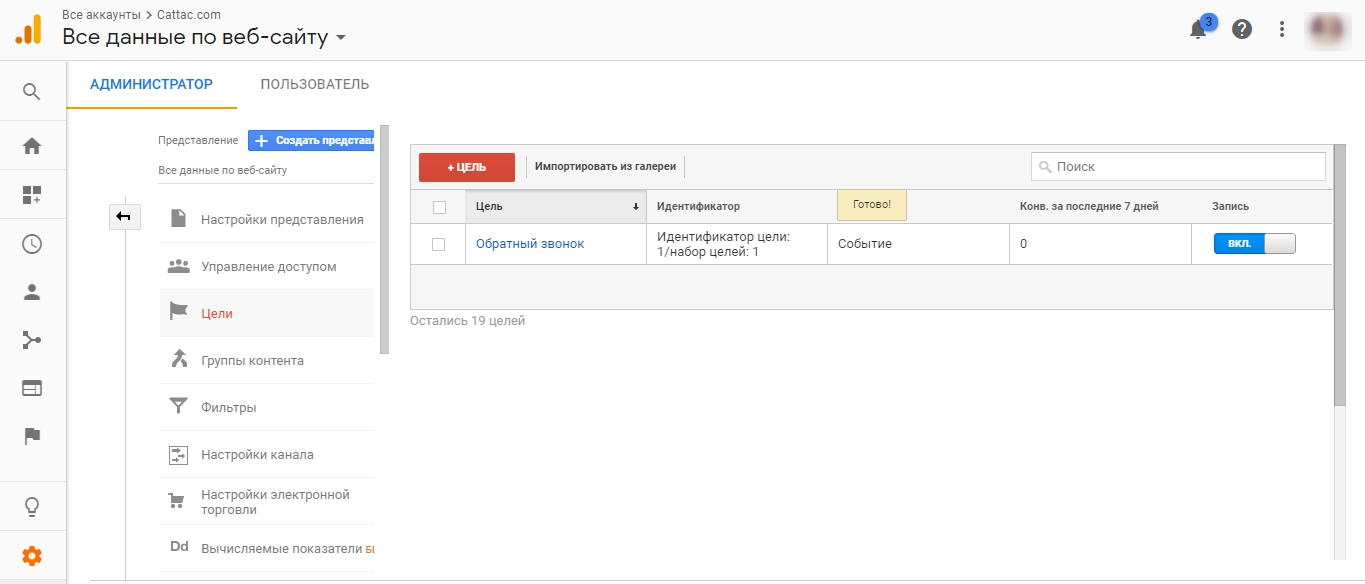 Все аккаунты > Cattac.com
Все данные по веб-сайту
3
АДМИНИСТРАТОР
ПОЛЬЗОВАТЕЛЬ
Представление
Создать представл
Все данные по веб-сайту
Настройки представления
Управление доступом
Цели
Группы контента
Фильтры
Настройки канала
Настройки электронной
торговли
Dd Вычисляемые показатели
+ ЦЕЛЬ
Импортировать из галереи
Поиск
Цель
Идентификатор
Готово!
Конв. за последние 7 дней
Запись
Обратный звонок
Идентификатор цели:
1/набор целей: 1
Событие
0
ВКЛ.
Остались 19 целей